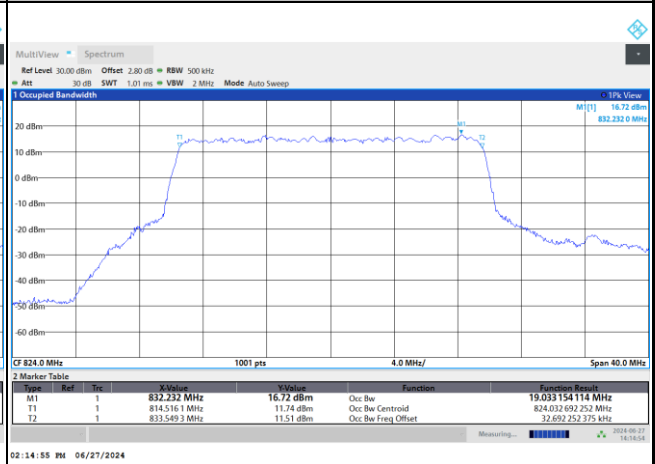 MultiView Spectrum
Ref Level 30.00 dBm Offset 2.80 dB RBW 500 kHz
Att 30 dB SWT 1.01 ms VBW 2 MHz Mode Auto Sweep
1 Occupied Bandwidth 1Pk View
M1[1] 16.72 dBm
832.232 0 MHz
M1
T1 T2
20 dBm
10 dBm
0 dBm
-10 dBm
-20 dBm
-30 dBm
-40 dBm
-50 dBm
-60 dBm
CF 824.0 MHz 1001 pts 4.0 MHz/ Span 40.0 MHz
2 Marker Table
Type Ref Trc X-Value Y-Value Function Function Result
M1 1 832.232 MHz 16.72 dBm Occ Bw 19.033 154 114 MHz
T1 1 814.516 1 MHz 11.74 dBm Occ Bw Centroid 824.032 692 252 MHz
T2 1 833.549 3 MHz 11.51 dBm Occ Bw Freq Offset 32.692 252 375 kHz
Measuring... 2024-06-27
14:14:54
02:14:55 PM 06/27/2024